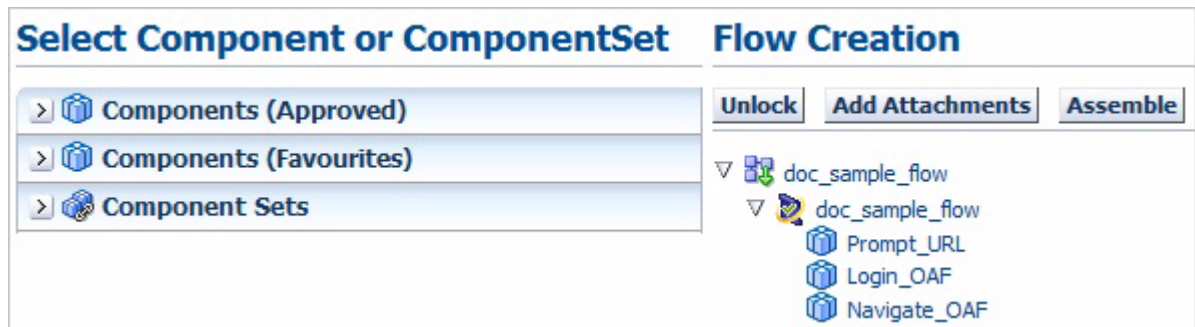 Select Component or ComponentSet
Components (Approved)
Components (Favourites)
Component Sets
Flow Creation
Unlock Add Attachments Assemble
doc_sample_flow
doc_sample_flow
Prompt_URL
Login_OAF
Navigate_OAF